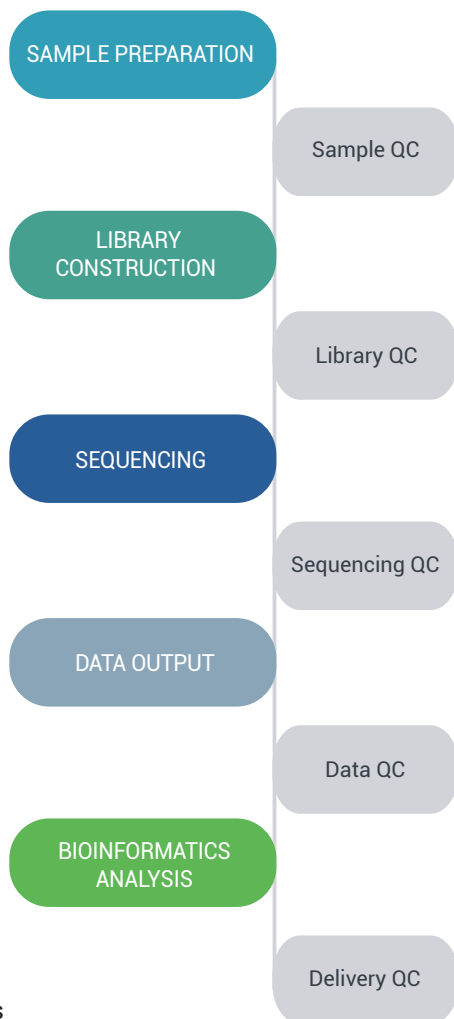 SAMPLE PREPARATION
Sample QC
LIBRARY
CONSTRUCTION
Library QC
SEQUENCING
Sequencing QC
DATA OUTPUT
Data QC
BIOINFORMATICS
ANALYSIS
Delivery QC
s